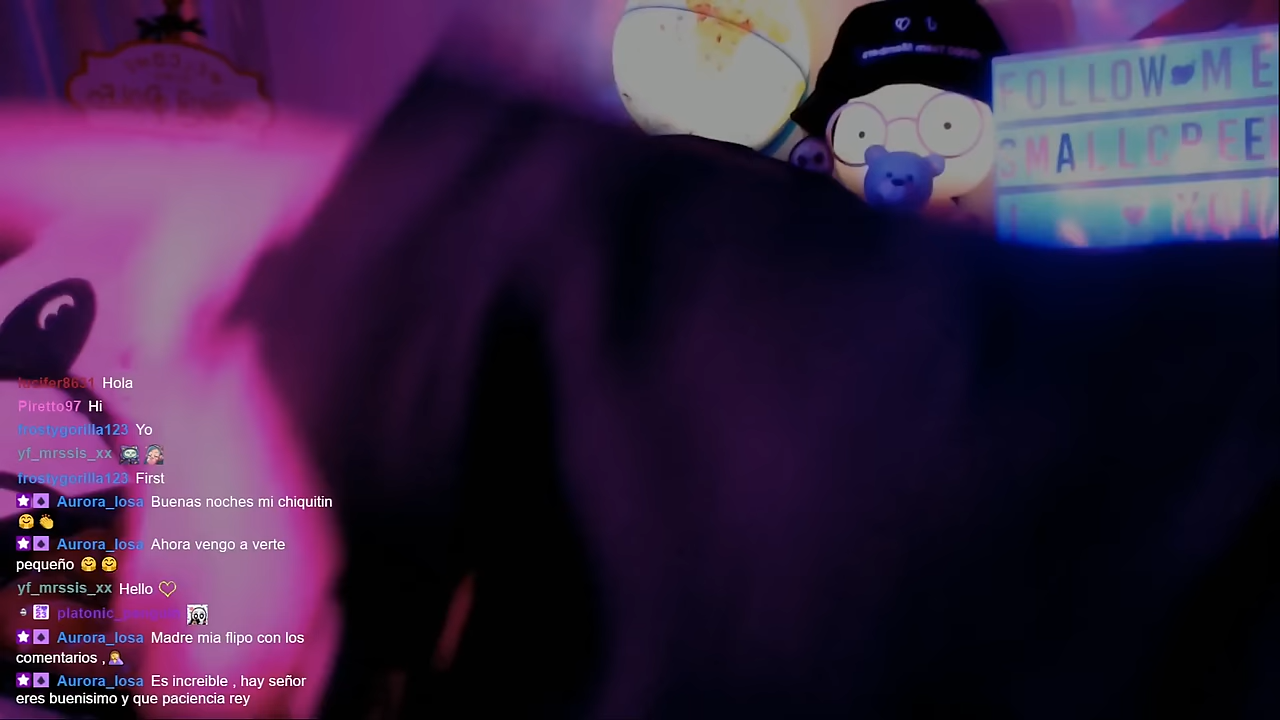 FOLLOW ME
SMALLCREE
lucifer8631 Hola
Piretto97 Hi
frostygorilla123 Yo
yf_mrssis_xx
frostygorilla123 First
Aurora_losa Buenas noches mi chiquitin
🤗 👏
Aurora_losa Ahora vengo a verte
pequeño 🤗 🤗
yf_mrssis_xx Hello
Aurora_losa Madre mia flipo con los
comentarios ,🤦‍♀️
Aurora_losa Es increible , hay señor
eres buenisimo y que paciencia rey